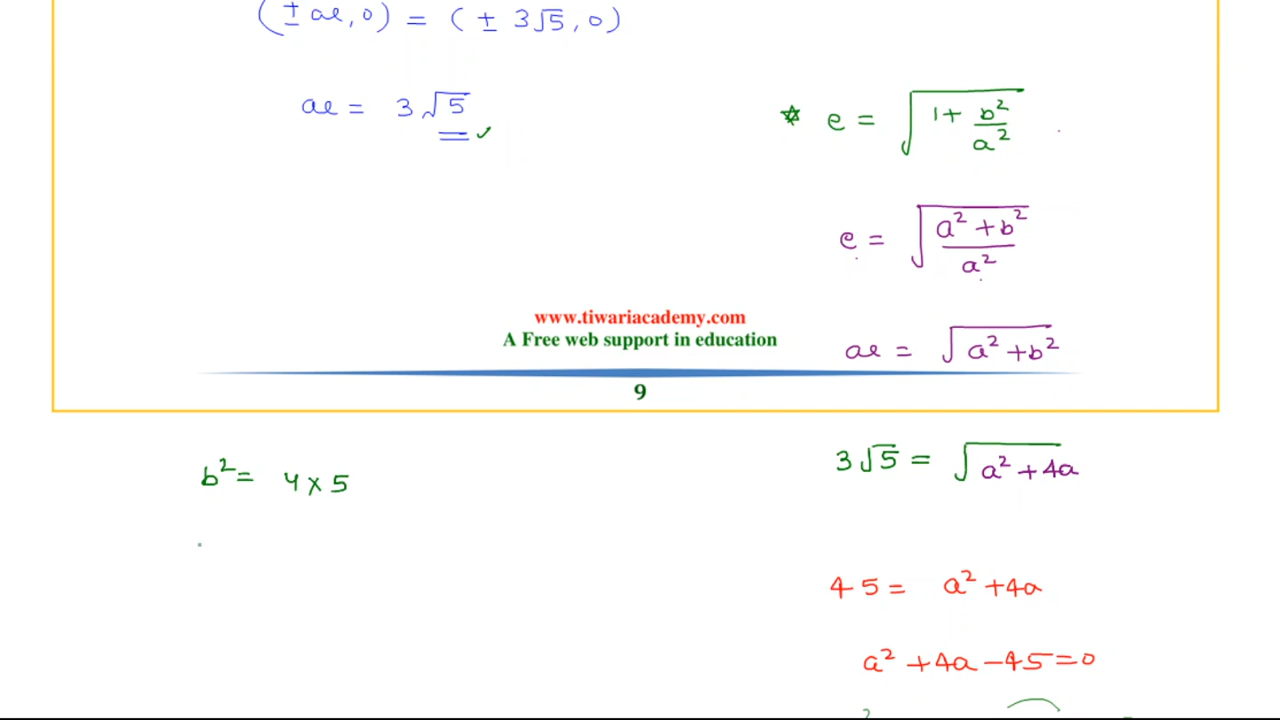 (± ae, 0) = (± 3√5, 0)
ae = 3√5 ✓
* e = √(1 + b²/a²)
e = √((a² + b²)/a²)
www.tiwariacademy.com
A Free web support in education
ae = √(a² + b²)
9
3√5 = √(a² + 4a)
b² = 4 × 5
45 = a² + 4a
a² + 4a − 45 = 0